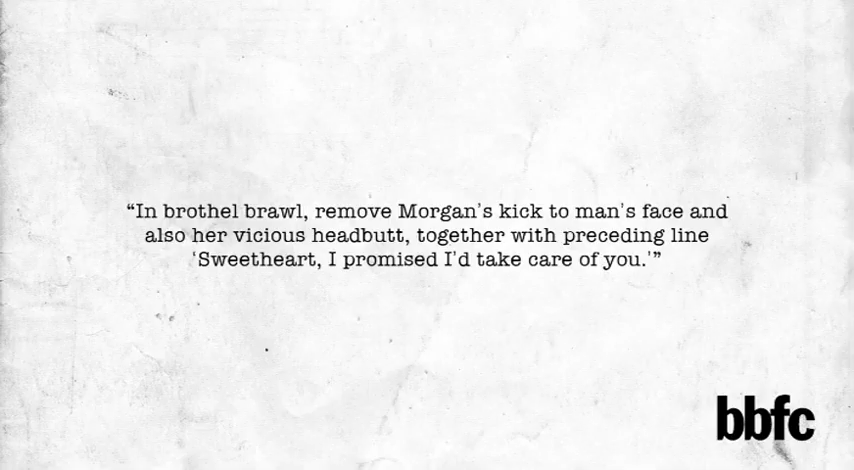 “In brothel brawl, remove Morgan's kick to man's face and
also her vicious headbutt, together with preceding line
'Sweetheart, I promised I'd take care of you.'”
bbfc